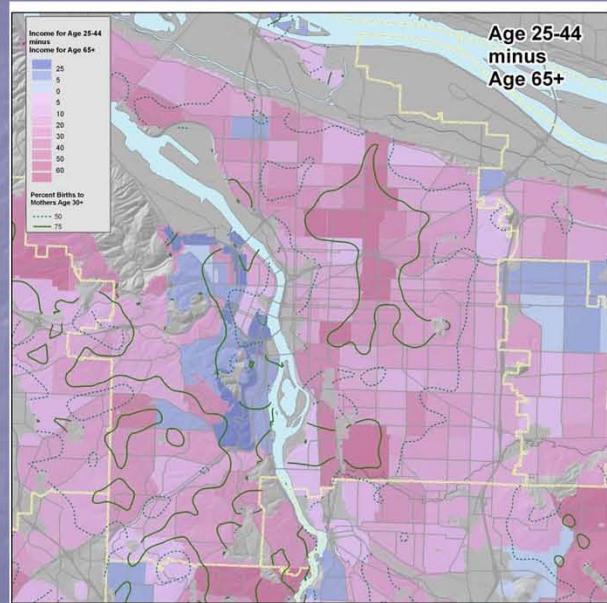 Age 25-44
minus
Age 65+
Income for Age 25-44
minus
Income for Age 65+
25
5
0
5
10
20
30
40
50
60
Percent Births to
Mothers Age 30+
50
75